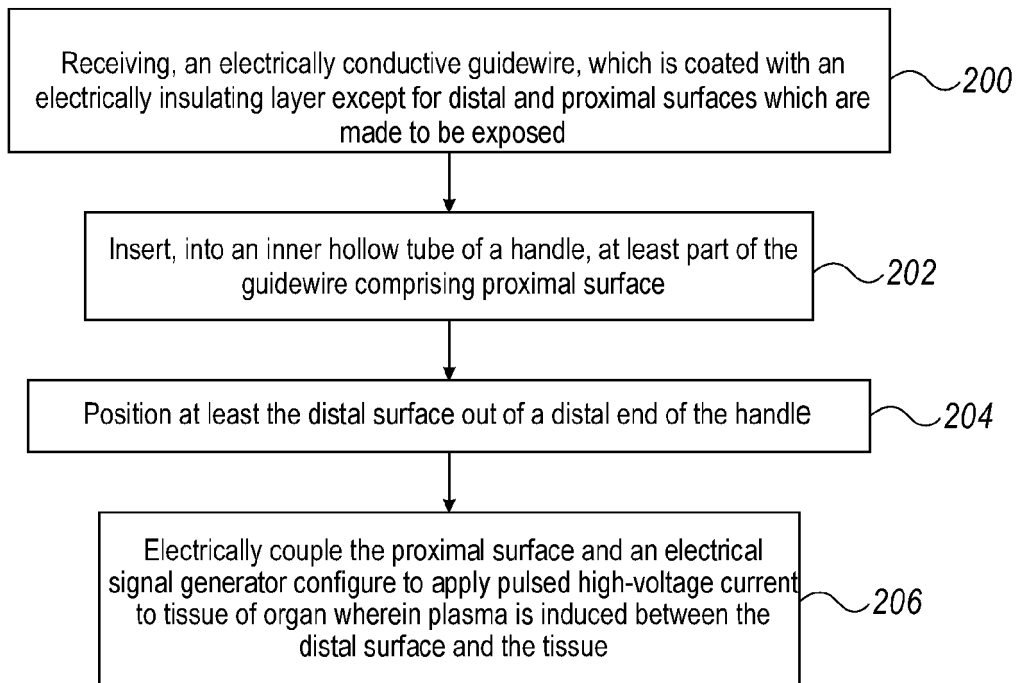 Receiving, an electrically conductive guidewire, which is coated with an
electrically insulating layer except for distal and proximal surfaces which are
made to be exposed
200
Insert, into an inner hollow tube of a handle, at least part of the
guidewire comprising proximal surface
202
Position at least the distal surface out of a distal end of the handle
204
Electrically couple the proximal surface and an electrical
signal generator configure to apply pulsed high-voltage current
to tissue of organ wherein plasma is induced between the
distal surface and the tissue
206